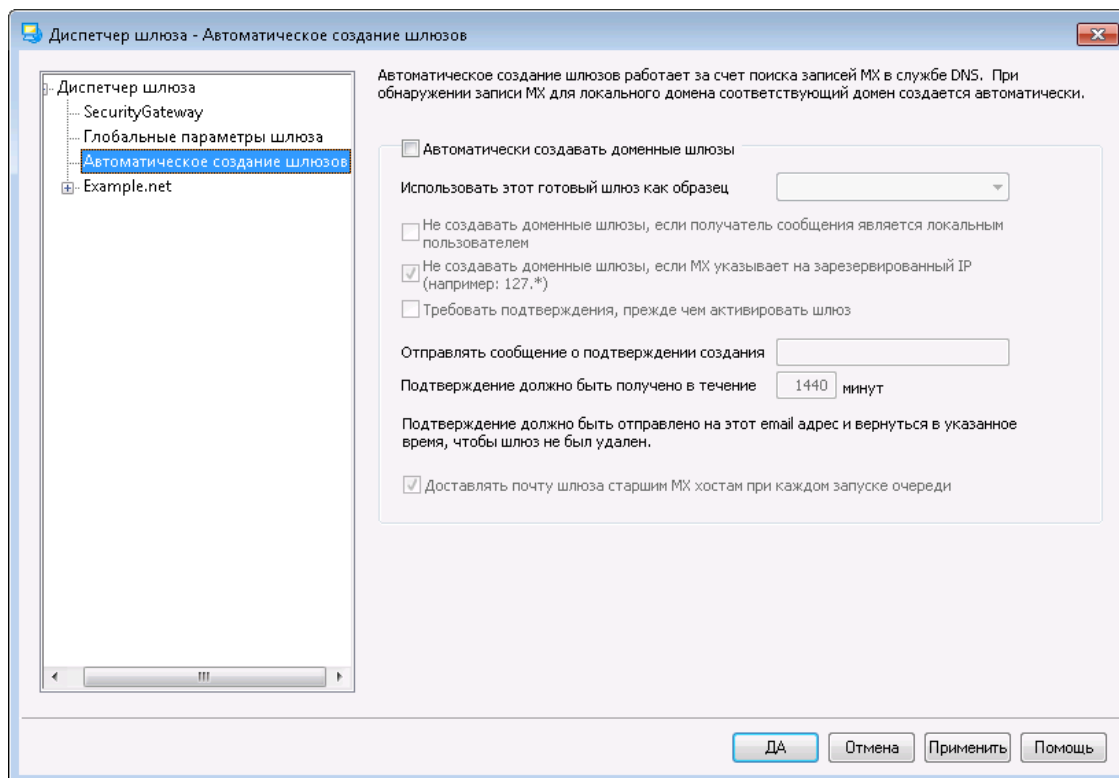 Диспетчер шлюза - Автоматическое создание шлюзов
Диспетчер шлюза
SecurityGateway
Глобальные параметры шлюза
Автоматическое создание шлюзов
Example.net
Автоматическое создание шлюзов работает за счет поиска записей MX в службе DNS. При
обнаружении записи MX для локального домена соответствующий домен создается автоматически.
Автоматически создавать доменные шлюзы
Использовать этот готовый шлюз как образец
Не создавать доменные шлюзы, если получатель сообщения является локальным
пользователем
Не создавать доменные шлюзы, если MX указывает на зарезервированный IP
(например: 127.*)
Требовать подтверждения, прежде чем активировать шлюз
Отправлять сообщение о подтверждении создания
Подтверждение должно быть получено в течение 1440 минут
Подтверждение должно быть отправлено на этот email адрес и вернуться в указанное
время, чтобы шлюз не был удален.
Доставлять почту шлюза старшим MX хостам при каждом запуске очереди
ДА Отмена Применить Помощь